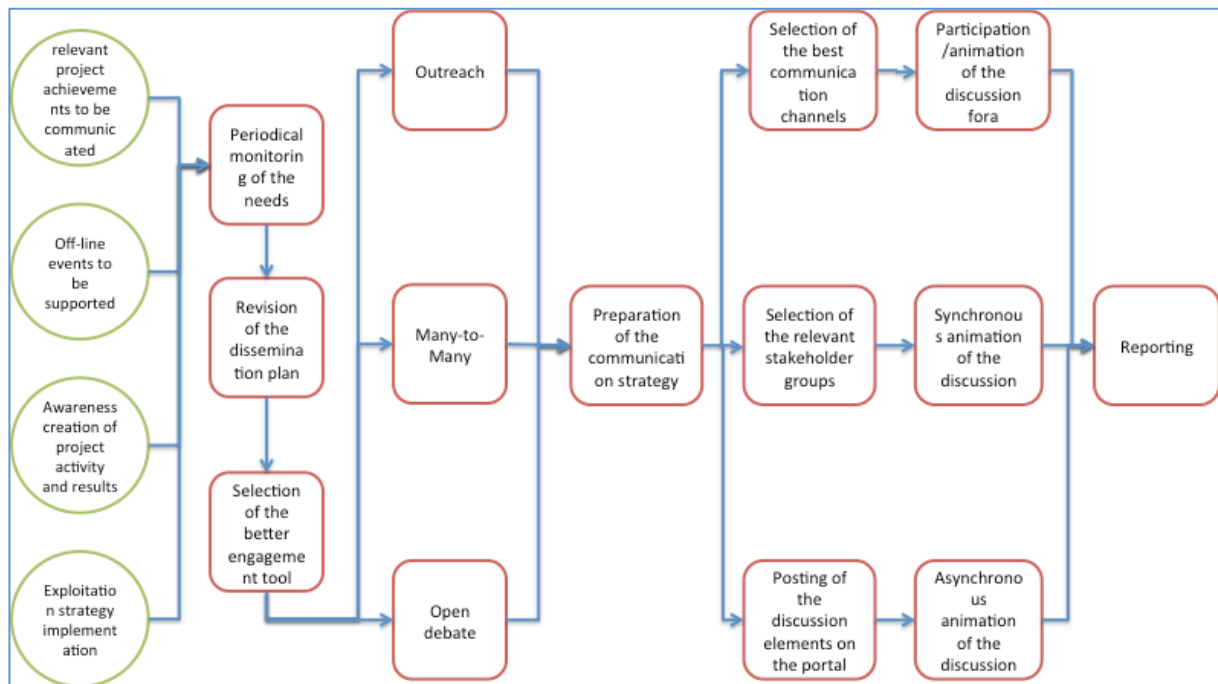 relevant
project
achieveme
nts to be
communic
ated
Off-line
events to
be
supported
Awareness
creation of
project
activity
and results
Exploitatio
n strategy
implement
ation
Periodical
monitorin
g of the
needs
Revision
of the
dissemina
tion plan
Selection
of the
better
engageme
nt tool
Outreach
Many-to-
Many
Open
debate
Preparation
of the
communicati
on strategy
Selection of
the best
communica
tion
channels
Selection of
the relevant
stakeholder
groups
Posting of
the
discussion
elements on
the portal
Participation
/animation
of the
discussion
fora
Synchronou
s animation
of the
discussion
Asynchrono
us
animation
of the
discussion
Reporting